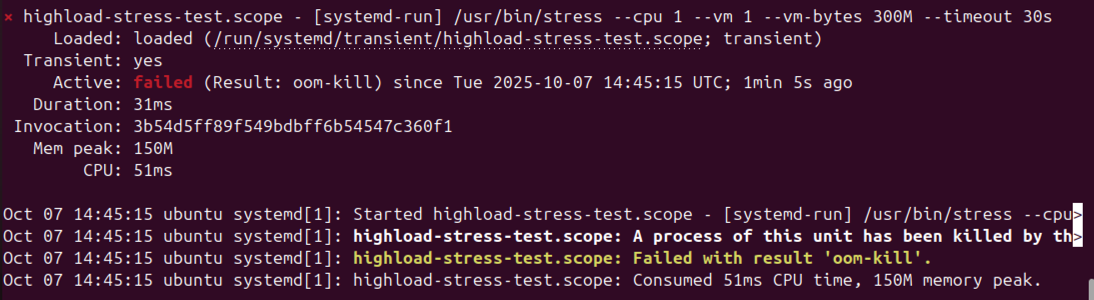 × highload-stress-test.scope - [systemd-run] /usr/bin/stress --cpu 1 --vm 1 --vm-bytes 300M --timeout 30s
Loaded: loaded (/run/systemd/transient/highload-stress-test.scope; transient)
Transient: yes
Active: failed (Result: oom-kill) since Tue 2025-10-07 14:45:15 UTC; 1min 5s ago
Duration: 31ms
Invocation: 3b54d5ff89f549bdbff6b54547c360f1
Mem peak: 150M
CPU: 51ms
Oct 07 14:45:15 ubuntu systemd[1]: Started highload-stress-test.scope - [systemd-run] /usr/bin/stress --cpu>
Oct 07 14:45:15 ubuntu systemd[1]: highload-stress-test.scope: A process of this unit has been killed by th>
Oct 07 14:45:15 ubuntu systemd[1]: highload-stress-test.scope: Failed with result 'oom-kill'.
Oct 07 14:45:15 ubuntu systemd[1]: highload-stress-test.scope: Consumed 51ms CPU time, 150M memory peak.